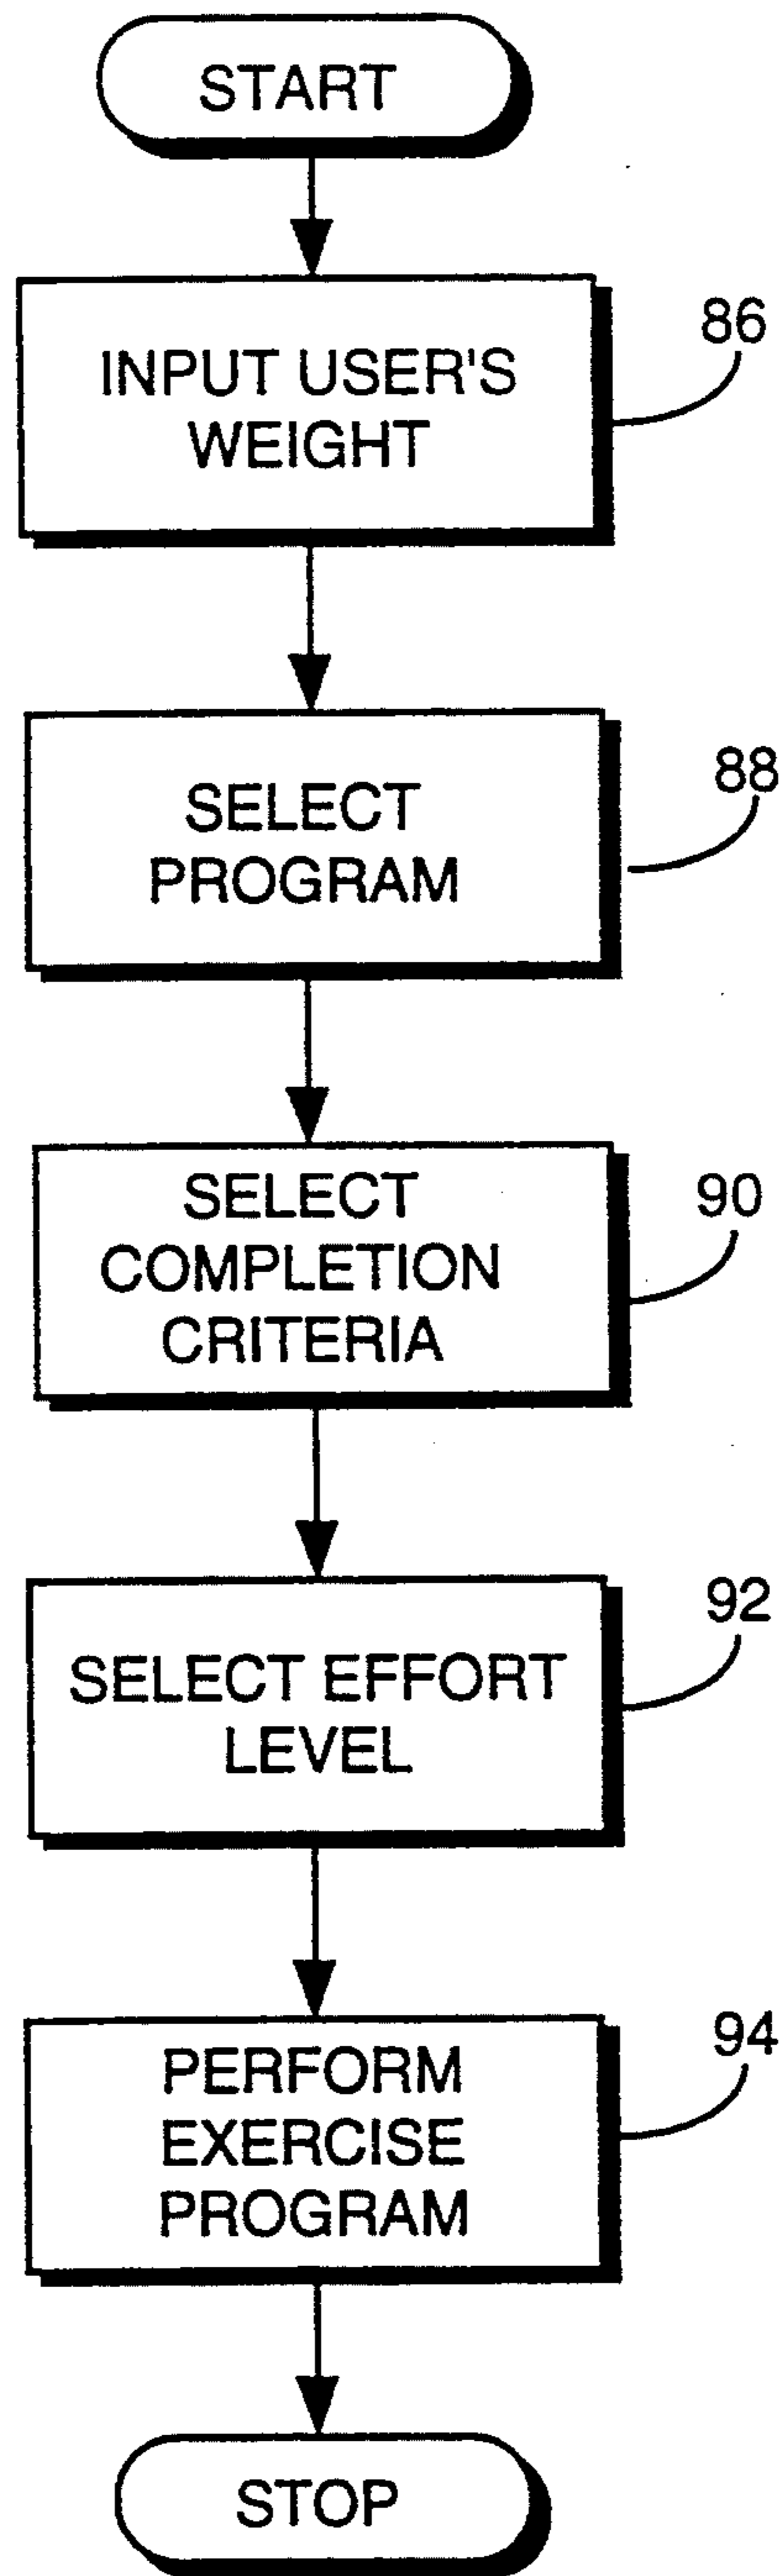 START
INPUT USER'S
WEIGHT
86
SELECT
PROGRAM
88
SELECT
COMPLETION
CRITERIA
90
SELECT EFFORT
LEVEL
92
PERFORM
EXERCISE
PROGRAM
94
STOP